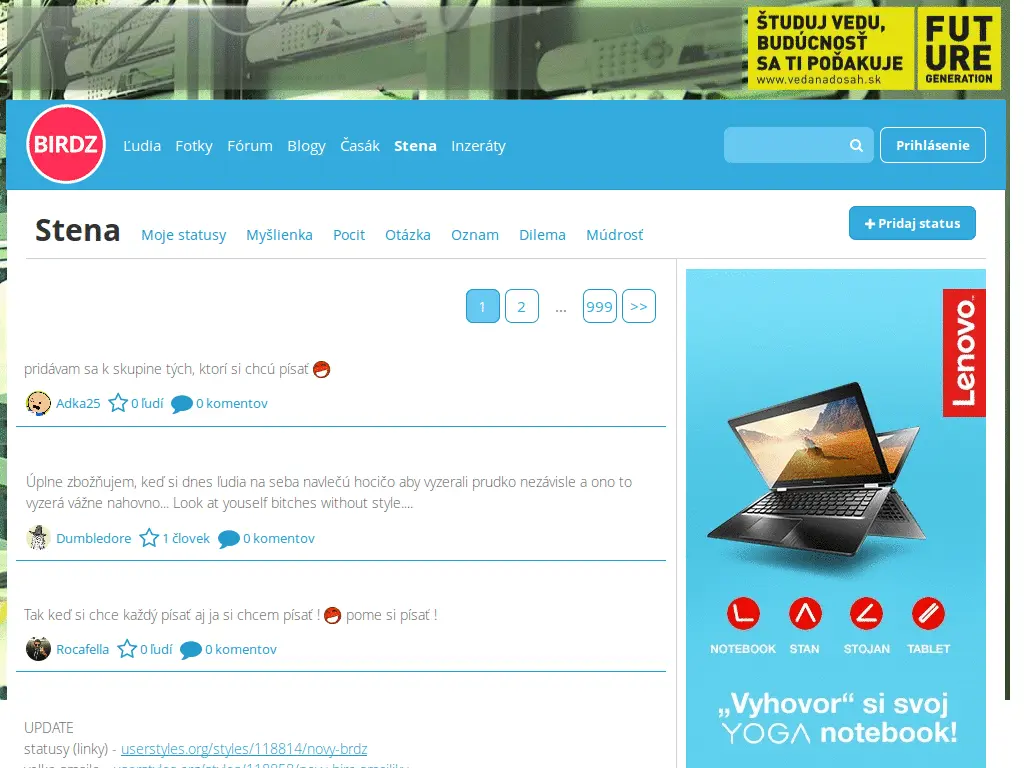 ŠTUDUJ VEDU,
BUDÚCNOSŤ
SA TI POĎAKUJE
www.vedanadosah.sk
FUT
URE
GENERATION
BIRDZ
Ľudia Fotky Fórum Blogy Časák Stena Inzeráty
Prihlásenie
Stena
Moje statusy Myšlienka Pocit Otázka Oznam Dilema Múdrosť
Pridaj status
1 2 ... 999 >>
pridávam sa k skupine tých, ktorí si chcú písať
Adka25 0 ľudí 0 komentov
Úplne zbožňujem, keď si dnes ľudia na seba navlečú hocičo aby vyzerali prudko nezávisle a ono to
vyzerá vážne nahovno... Look at youself bitches without style....
Dumbledore 1 človek 0 komentov
Tak keď si chce každý písať aj ja si chcem písať ! pome si písať !
Rocafella 0 ľudí 0 komentov
UPDATE
statusy (linky) - userstyles.org/styles/118814/novy-brdz
Lenovo
NOTEBOOK STAN STOJAN TABLET
„Vyhovor“ si svoj
YOGA notebook!